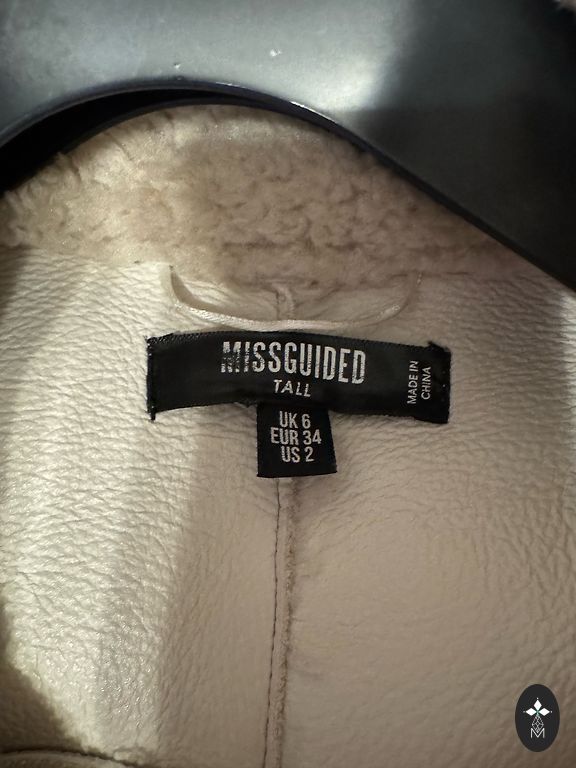 MISSGUIDED
TALL
MADE IN
CHINA
UK 6
EUR 34
US 2
M